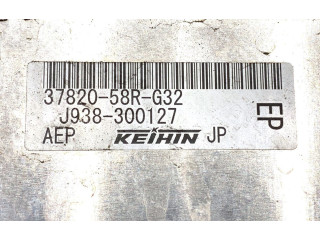 37820-58R-G32
J938-300127
AEP KEIHIN JP
EP